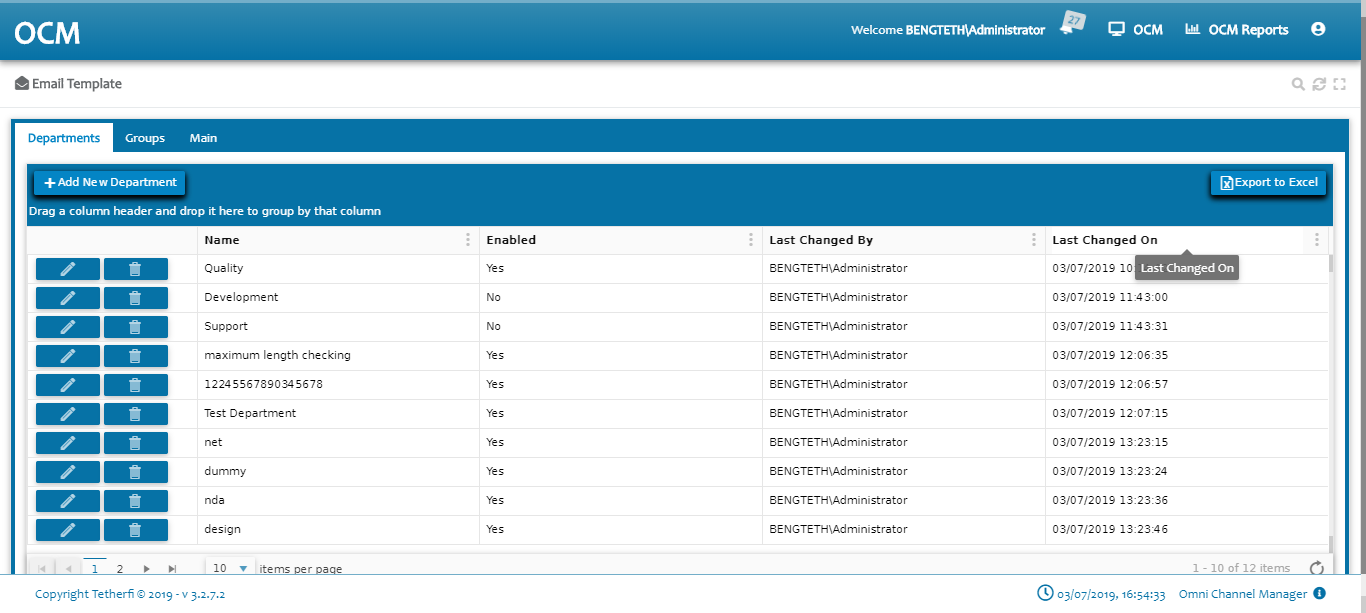 OCM
Welcome BENGTETH\Administrator 27 OCM OCM Reports
Email Template
Departments Groups Main
Add New Department Export to Excel
Drag a column header and drop it here to group by that column
Name Enabled Last Changed By Last Changed On
Quality Yes BENGTETH\Administrator 03/07/2019 10:
Last Changed On
Development No BENGTETH\Administrator 03/07/2019 11:43:00
Support No BENGTETH\Administrator 03/07/2019 11:43:31
maximum length checking Yes BENGTETH\Administrator 03/07/2019 12:06:35
12245567890345678 Yes BENGTETH\Administrator 03/07/2019 12:06:57
Test Department Yes BENGTETH\Administrator 03/07/2019 12:07:15
net Yes BENGTETH\Administrator 03/07/2019 13:23:15
dummy Yes BENGTETH\Administrator 03/07/2019 13:23:24
nda Yes BENGTETH\Administrator 03/07/2019 13:23:36
design Yes BENGTETH\Administrator 03/07/2019 13:23:46
1 2 10 items per page 1 - 10 of 12 items
Copyright Tetherfi © 2019 - v 3.2.7.2 03/07/2019, 16:54:33 Omni Channel Manager